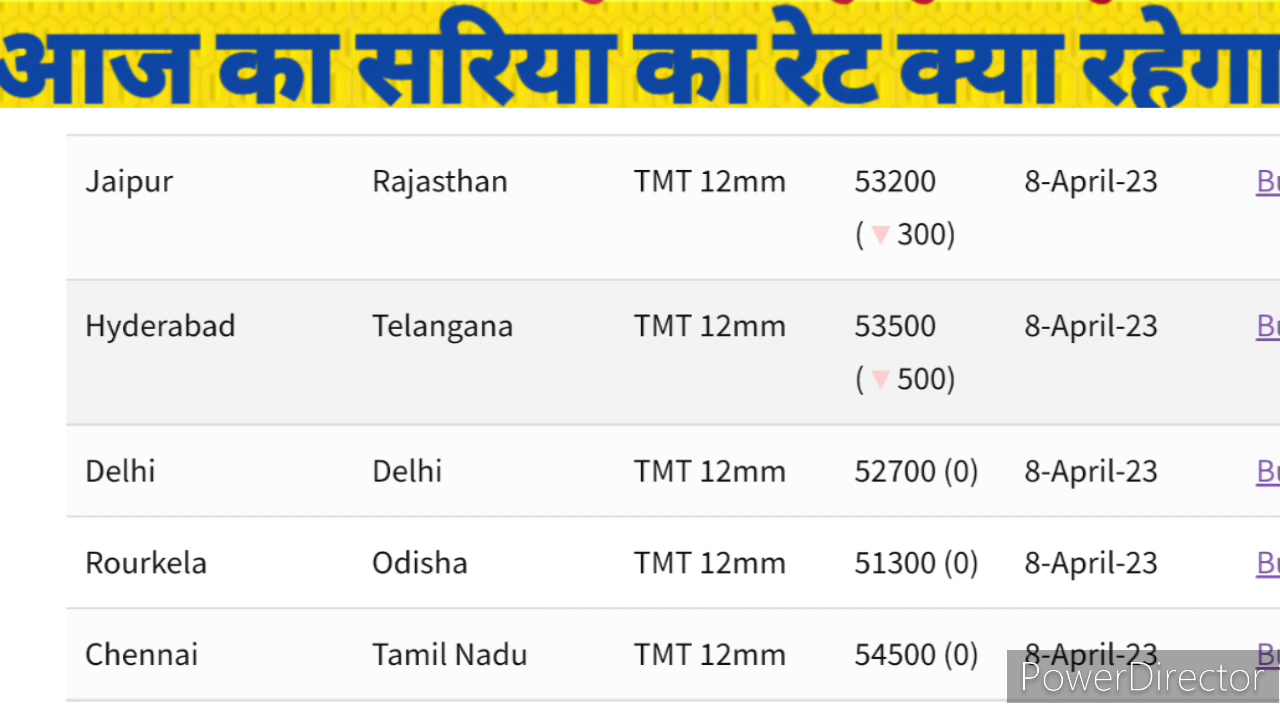 आज का सरिया का रेट क्या रहेगा
Jaipur Rajasthan TMT 12mm 53200 8-April-23
(▼300)
Hyderabad Telangana TMT 12mm 53500 8-April-23
(▼500)
Delhi Delhi TMT 12mm 52700 (0) 8-April-23
Rourkela Odisha TMT 12mm 51300 (0) 8-April-23
Chennai Tamil Nadu TMT 12mm 54500 (0) 8-April-23
PowerDirector